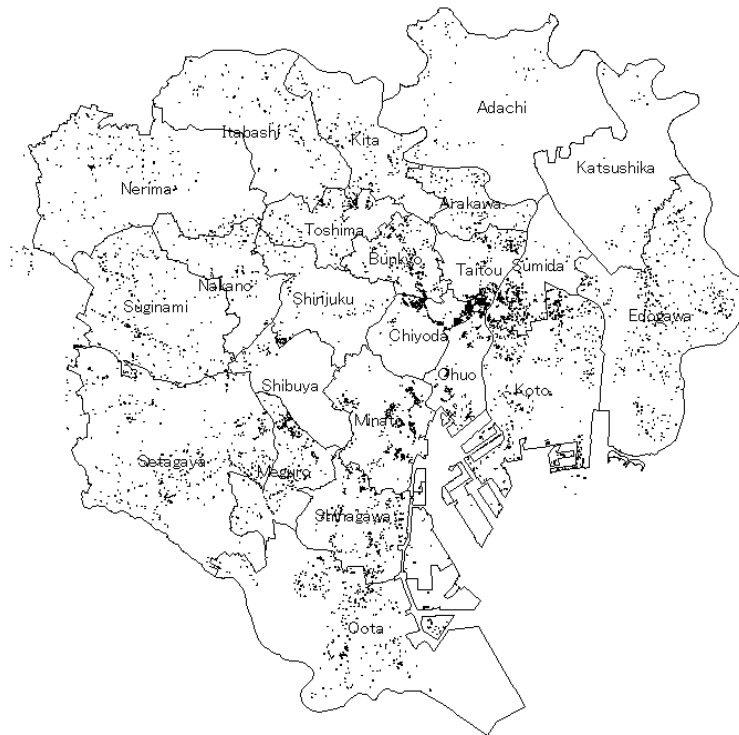 Adachi
Itabashi
Kita
Katsushika
Nerima
Arakawa
Toshima
Bunkyo
Taitou
Sumida
Nakano
Shinjuku
Suginami
Edogawa
Chiyoda
Chuo
Shibuya
Koto
Minato
Setagaya
Meguro
Shinagawa
Oota